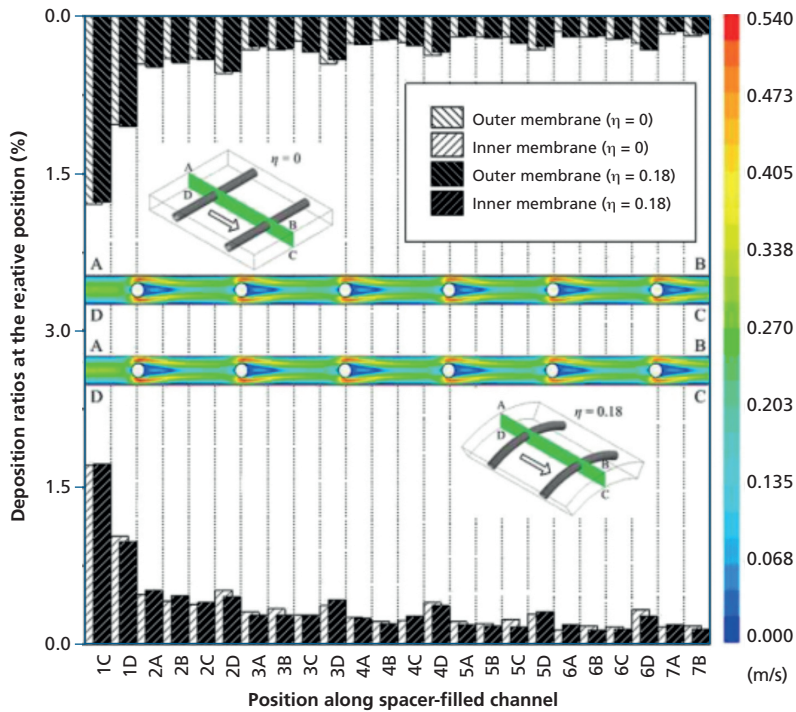 0.0
1.5
3.0
1.5
0.0
Deposition ratios at the re;ative position (%)
Outer membrane (η = 0)
Inner membrane (η = 0)
Outer membrane (η = 0.18)
Inner membrane (η = 0.18)
η = 0
A
D
B
C
A B
D C
A B
D C
η = 0.18
A
D
B
C
1C 1D 2A 2B 2C 2D 3A 3B 3C 3D 4A 4B 4C 4D 5A 5B 5C 5D 6A 6B 6C 6D 7A 7B
Position along spacer-filled channel
0.540
0.473
0.405
0.338
0.270
0.203
0.135
0.068
0.000
(m/s)